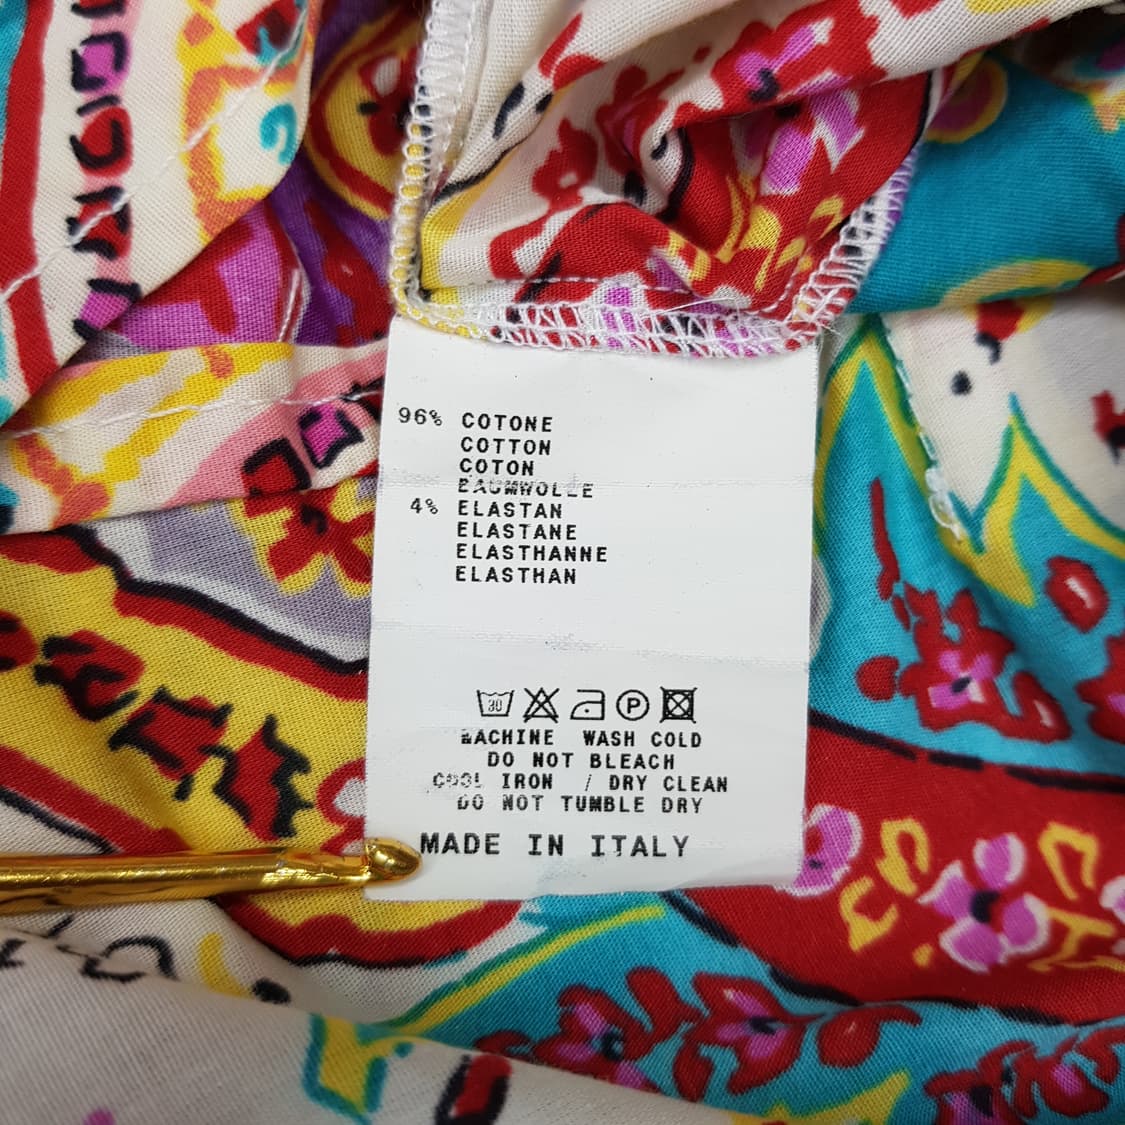 96% COTONE
COTTON
COTON
BAUMWOLLE
4% ELASTAN
ELASTANE
ELASTHANNE
ELASTHAN
30 P
MACHINE WASH COLD
DO NOT BLEACH
COOL IRON / DRY CLEAN
DO NOT TUMBLE DRY
MADE IN ITALY